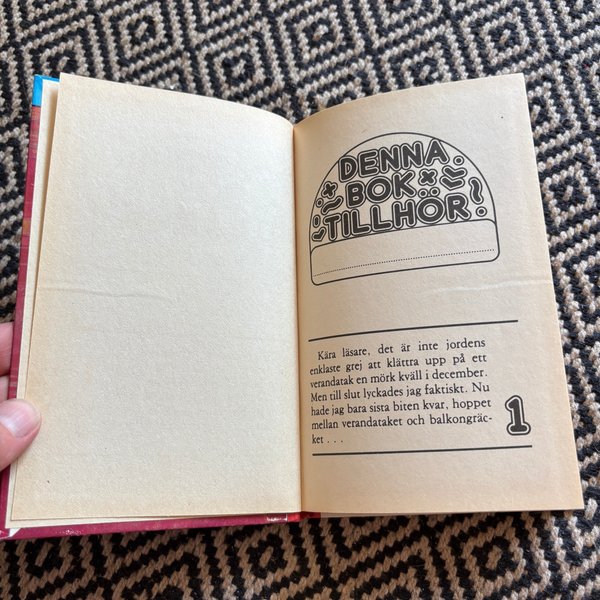 DENNA
BOK
TILLHÖR
Kära läsare, det är inte jordens
enklaste grej att klättra upp på ett
verandatak en mörk kväll i december.
Men till slut lyckades jag faktiskt. Nu
hade jag bara sista biten kvar, hoppet
mellan verandataket och balkongräc-
ket . . .
1